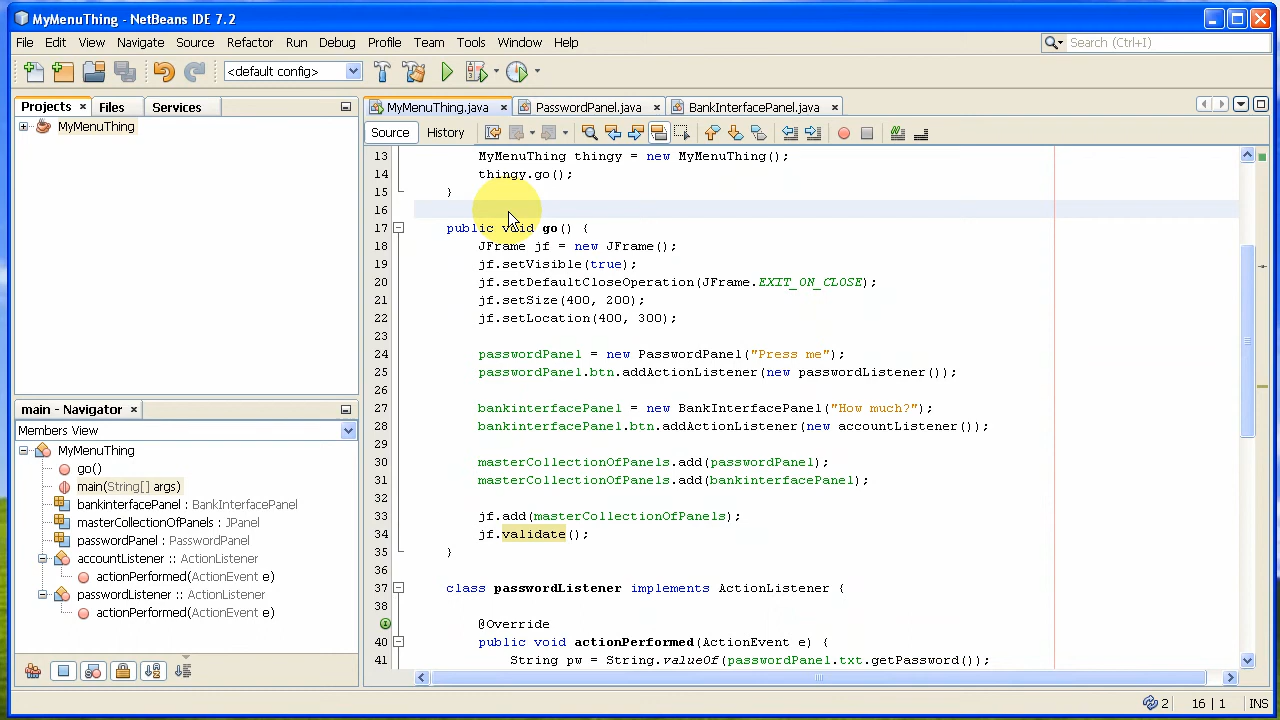 MyMenuThing - NetBeans IDE 7.2
File Edit View Navigate Source Refactor Run Debug Profile Team Tools Window Help
Search (Ctrl+I)
<default config>
Projects Files Services
MyMenuThing.java PasswordPanel.java BankInterfacePanel.java
Source History
MyMenuThing
13 MyMenuThing thingy = new MyMenuThing();
14 thingy.go();
15 }
16
17 public void go() {
18 JFrame jf = new JFrame();
19 jf.setVisible(true);
20 jf.setDefaultCloseOperation(JFrame.EXIT_ON_CLOSE);
21 jf.setSize(400, 200);
22 jf.setLocation(400, 300);
23
24 passwordPanel = new PasswordPanel("Press me");
25 passwordPanel.btn.addActionListener(new passwordListener());
26
27 bankinterfacePanel = new BankInterfacePanel("How much?");
28 bankinterfacePanel.btn.addActionListener(new accountListener());
29
30 masterCollectionOfPanels.add(passwordPanel);
31 masterCollectionOfPanels.add(bankinterfacePanel);
32
33 jf.add(masterCollectionOfPanels);
34 jf.validate();
35 }
36
37 class passwordListener implements ActionListener {
38
@Override
40 public void actionPerformed(ActionEvent e) {
41 String pw = String.valueOf(passwordPanel.txt.getPassword());
main - Navigator
Members View
MyMenuThing
go()
main(String[] args)
bankinterfacePanel : BankInterfacePanel
masterCollectionOfPanels : JPanel
passwordPanel : PasswordPanel
accountListener :: ActionListener
actionPerformed(ActionEvent e)
passwordListener :: ActionListener
actionPerformed(ActionEvent e)
2 16 | 1 INS